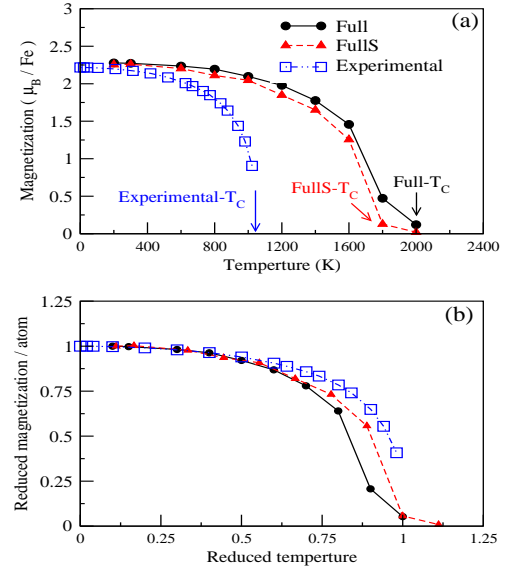 3
2.5
2
1.5
1
0.5
0
Magnetization ( μB / Fe )
(a)
Full
FullS
Experimental
Experimental-TC
FullS-TC
Full-TC
0 400 800 1200 1600 2000 2400
Temperture (K)
1.25
1
0.75
0.5
0.25
0
Reduced magnetization / atom
(b)
0 0.25 0.5 0.75 1 1.25
Reduced temperture